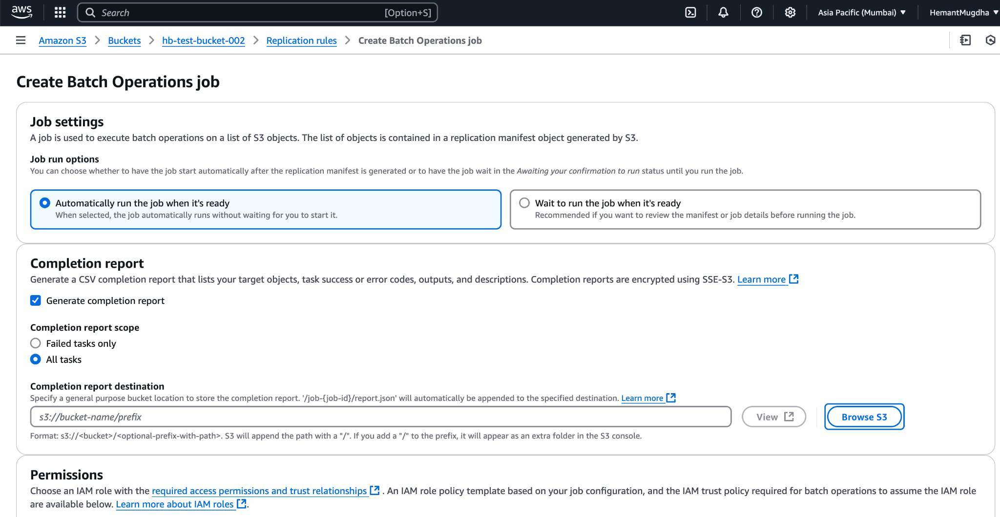 aws
Search [Option+S] Asia Pacific (Mumbai) HemantMugdha
Amazon S3 Buckets hb-test-bucket-002 Replication rules Create Batch Operations job
Create Batch Operations job
Job settings
A job is used to execute batch operations on a list of S3 objects. The list of objects is contained in a replication manifest object generated by S3.
Job run options
You can choose whether to have the job start automatically after the replication manifest is generated or to have the job wait in the Awaiting your confirmation to run status until you run the job.
Automatically run the job when it's ready
When selected, the job automatically runs without waiting for you to start it.
Wait to run the job when it's ready
Recommended if you want to review the manifest or job details before running the job.
Completion report
Generate a CSV completion report that lists your target objects, task success or error codes, outputs, and descriptions. Completion reports are encrypted using SSE-S3. Learn more
Generate completion report
Completion report scope
Failed tasks only
All tasks
Completion report destination
Specify a general purpose bucket location to store the completion report. '/job-{job-id}/report.json' will automatically be appended to the specified destination. Learn more
s3://bucket-name/prefix View Browse S3
Format: s3://<bucket>/<optional-prefix-with-path>. S3 will append the path with a "/". If you add a "/" to the prefix, it will appear as an extra folder in the S3 console.
Permissions
Choose an IAM role with the required access permissions and trust relationships . An IAM role policy template based on your job configuration, and the IAM trust policy required for batch operations to assume the IAM role
are available below. Learn more about IAM roles .